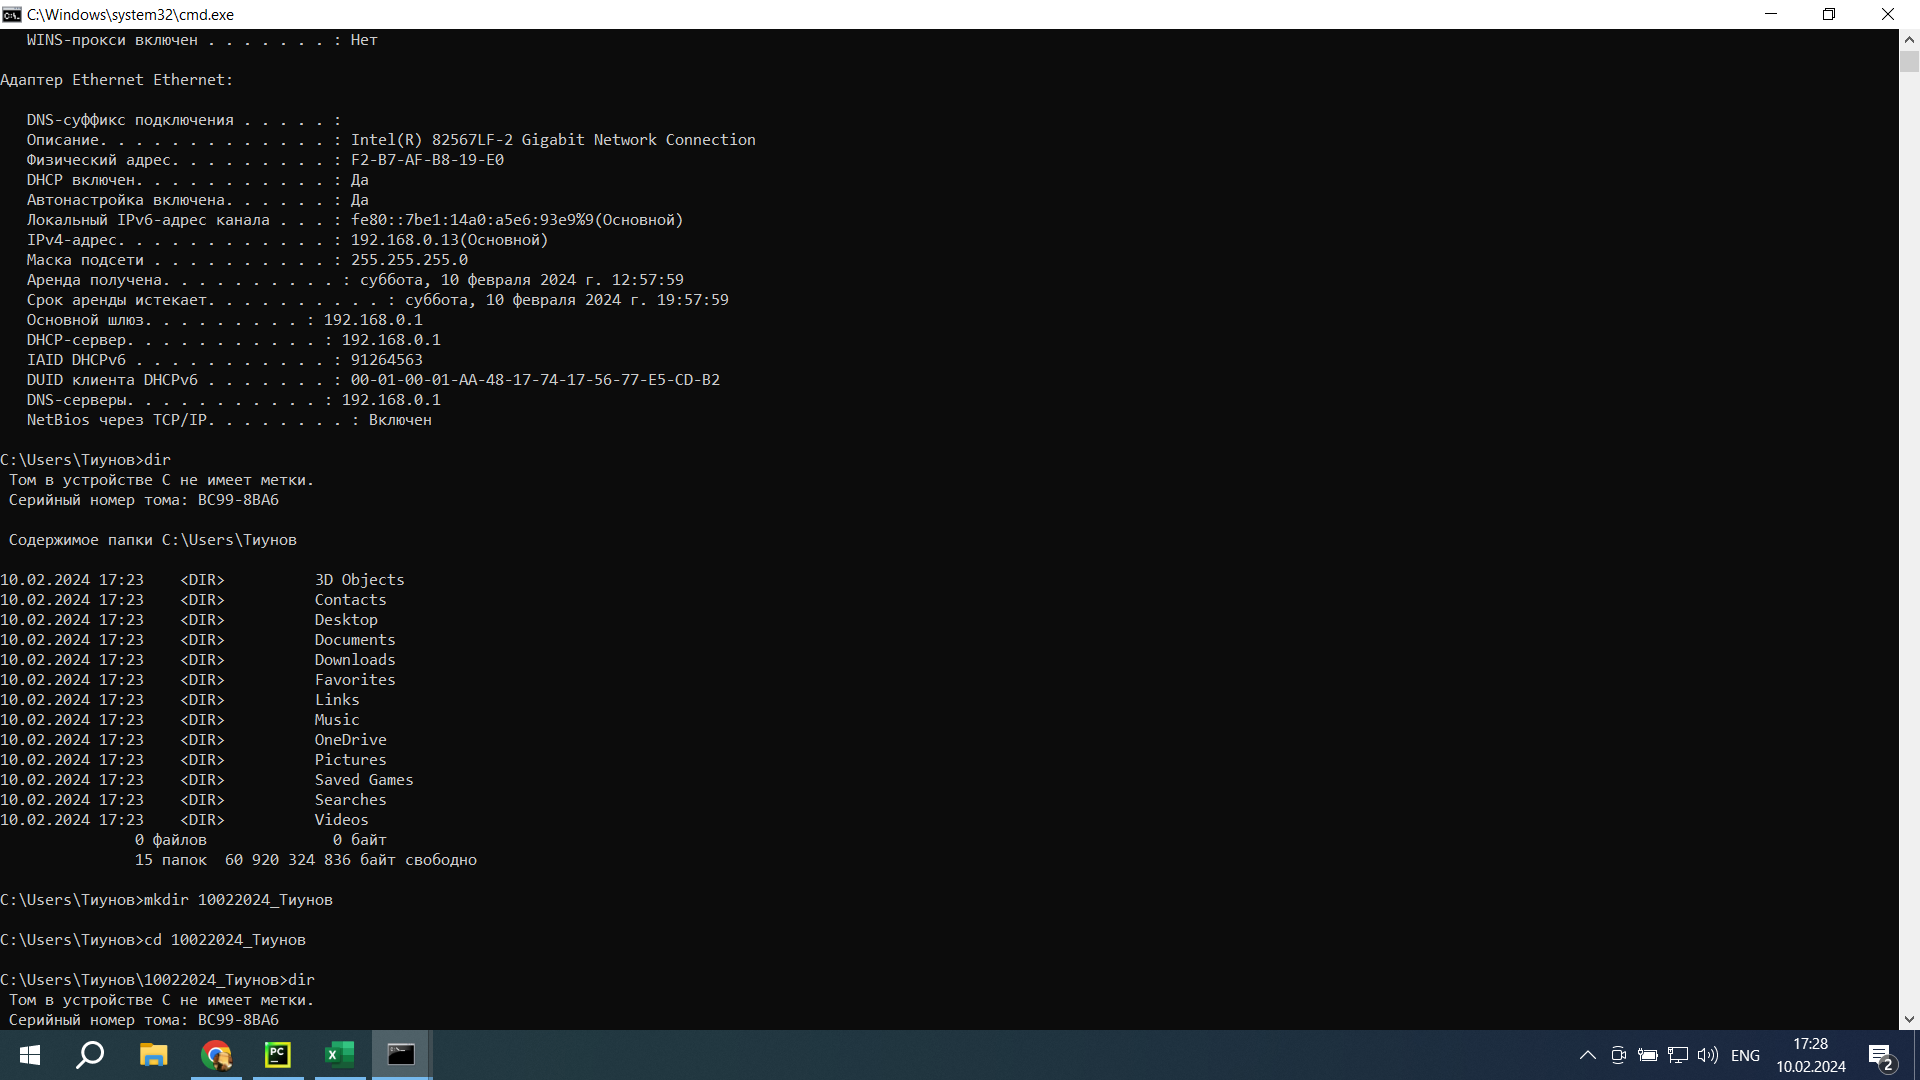 C:\Windows\system32\cmd.exe
WINS-прокси включен . . . . . . . : Нет
Адаптер Ethernet Ethernet:
DNS-суффикс подключения . . . . . :
Описание. . . . . . . . . . . . . : Intel(R) 82567LF-2 Gigabit Network Connection
Физический адрес. . . . . . . . . : F2-B7-AF-B8-19-E0
DHCP включен. . . . . . . . . . . : Да
Автонастройка включена. . . . . . : Да
Локальный IPv6-адрес канала . . . : fe80::7be1:14a0:a5e6:93e9%9(Основной)
IPv4-адрес. . . . . . . . . . . . : 192.168.0.13(Основной)
Маска подсети . . . . . . . . . . : 255.255.255.0
Аренда получена. . . . . . . . . . : суббота, 10 февраля 2024 г. 12:57:59
Срок аренды истекает. . . . . . . . . . : суббота, 10 февраля 2024 г. 19:57:59
Основной шлюз. . . . . . . . . : 192.168.0.1
DHCP-сервер. . . . . . . . . . . : 192.168.0.1
IAID DHCPv6 . . . . . . . . . . . : 91264563
DUID клиента DHCPv6 . . . . . . . : 00-01-00-01-AA-48-17-74-17-56-77-E5-CD-B2
DNS-серверы. . . . . . . . . . . : 192.168.0.1
NetBios через TCP/IP. . . . . . . . : Включен
C:\Users\Тиунов>dir
Том в устройстве C не имеет метки.
Серийный номер тома: BC99-8BA6
Содержимое папки C:\Users\Тиунов
10.02.2024 17:23 <DIR> 3D Objects
10.02.2024 17:23 <DIR> Contacts
10.02.2024 17:23 <DIR> Desktop
10.02.2024 17:23 <DIR> Documents
10.02.2024 17:23 <DIR> Downloads
10.02.2024 17:23 <DIR> Favorites
10.02.2024 17:23 <DIR> Links
10.02.2024 17:23 <DIR> Music
10.02.2024 17:23 <DIR> OneDrive
10.02.2024 17:23 <DIR> Pictures
10.02.2024 17:23 <DIR> Saved Games
10.02.2024 17:23 <DIR> Searches
10.02.2024 17:23 <DIR> Videos
0 файлов 0 байт
15 папок 60 920 324 836 байт свободно
C:\Users\Тиунов>mkdir 10022024_Тиунов
C:\Users\Тиунов>cd 10022024_Тиунов
C:\Users\Тиунов\10022024_Тиунов>dir
Том в устройстве C не имеет метки.
Серийный номер тома: BC99-8BA6
PC
X
ENG
17:28
10.02.2024
2